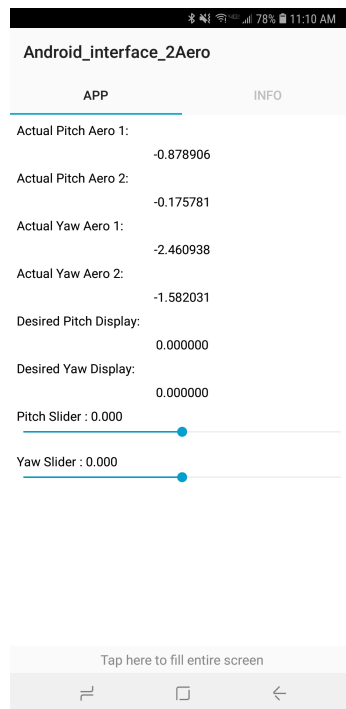 78% 11:10 AM
Android_interface_2Aero
APP INFO
Actual Pitch Aero 1:
-0.878906
Actual Pitch Aero 2:
-0.175781
Actual Yaw Aero 1:
-2.460938
Actual Yaw Aero 2:
-1.582031
Desired Pitch Display:
0.000000
Desired Yaw Display:
0.000000
Pitch Slider : 0.000
Yaw Slider : 0.000
Tap here to fill entire screen